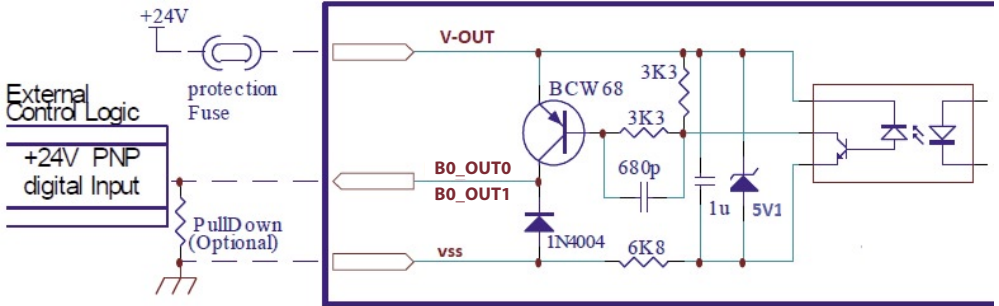 +24V
protection
Fuse
External
Control Logic
+24V PNP
digital Input
PullDown
(Optional)
V-OUT
BCW68
3K3
3K3
680p
B0_OUT0
B0_OUT1
1u
5V1
1N4004
vss
6K8